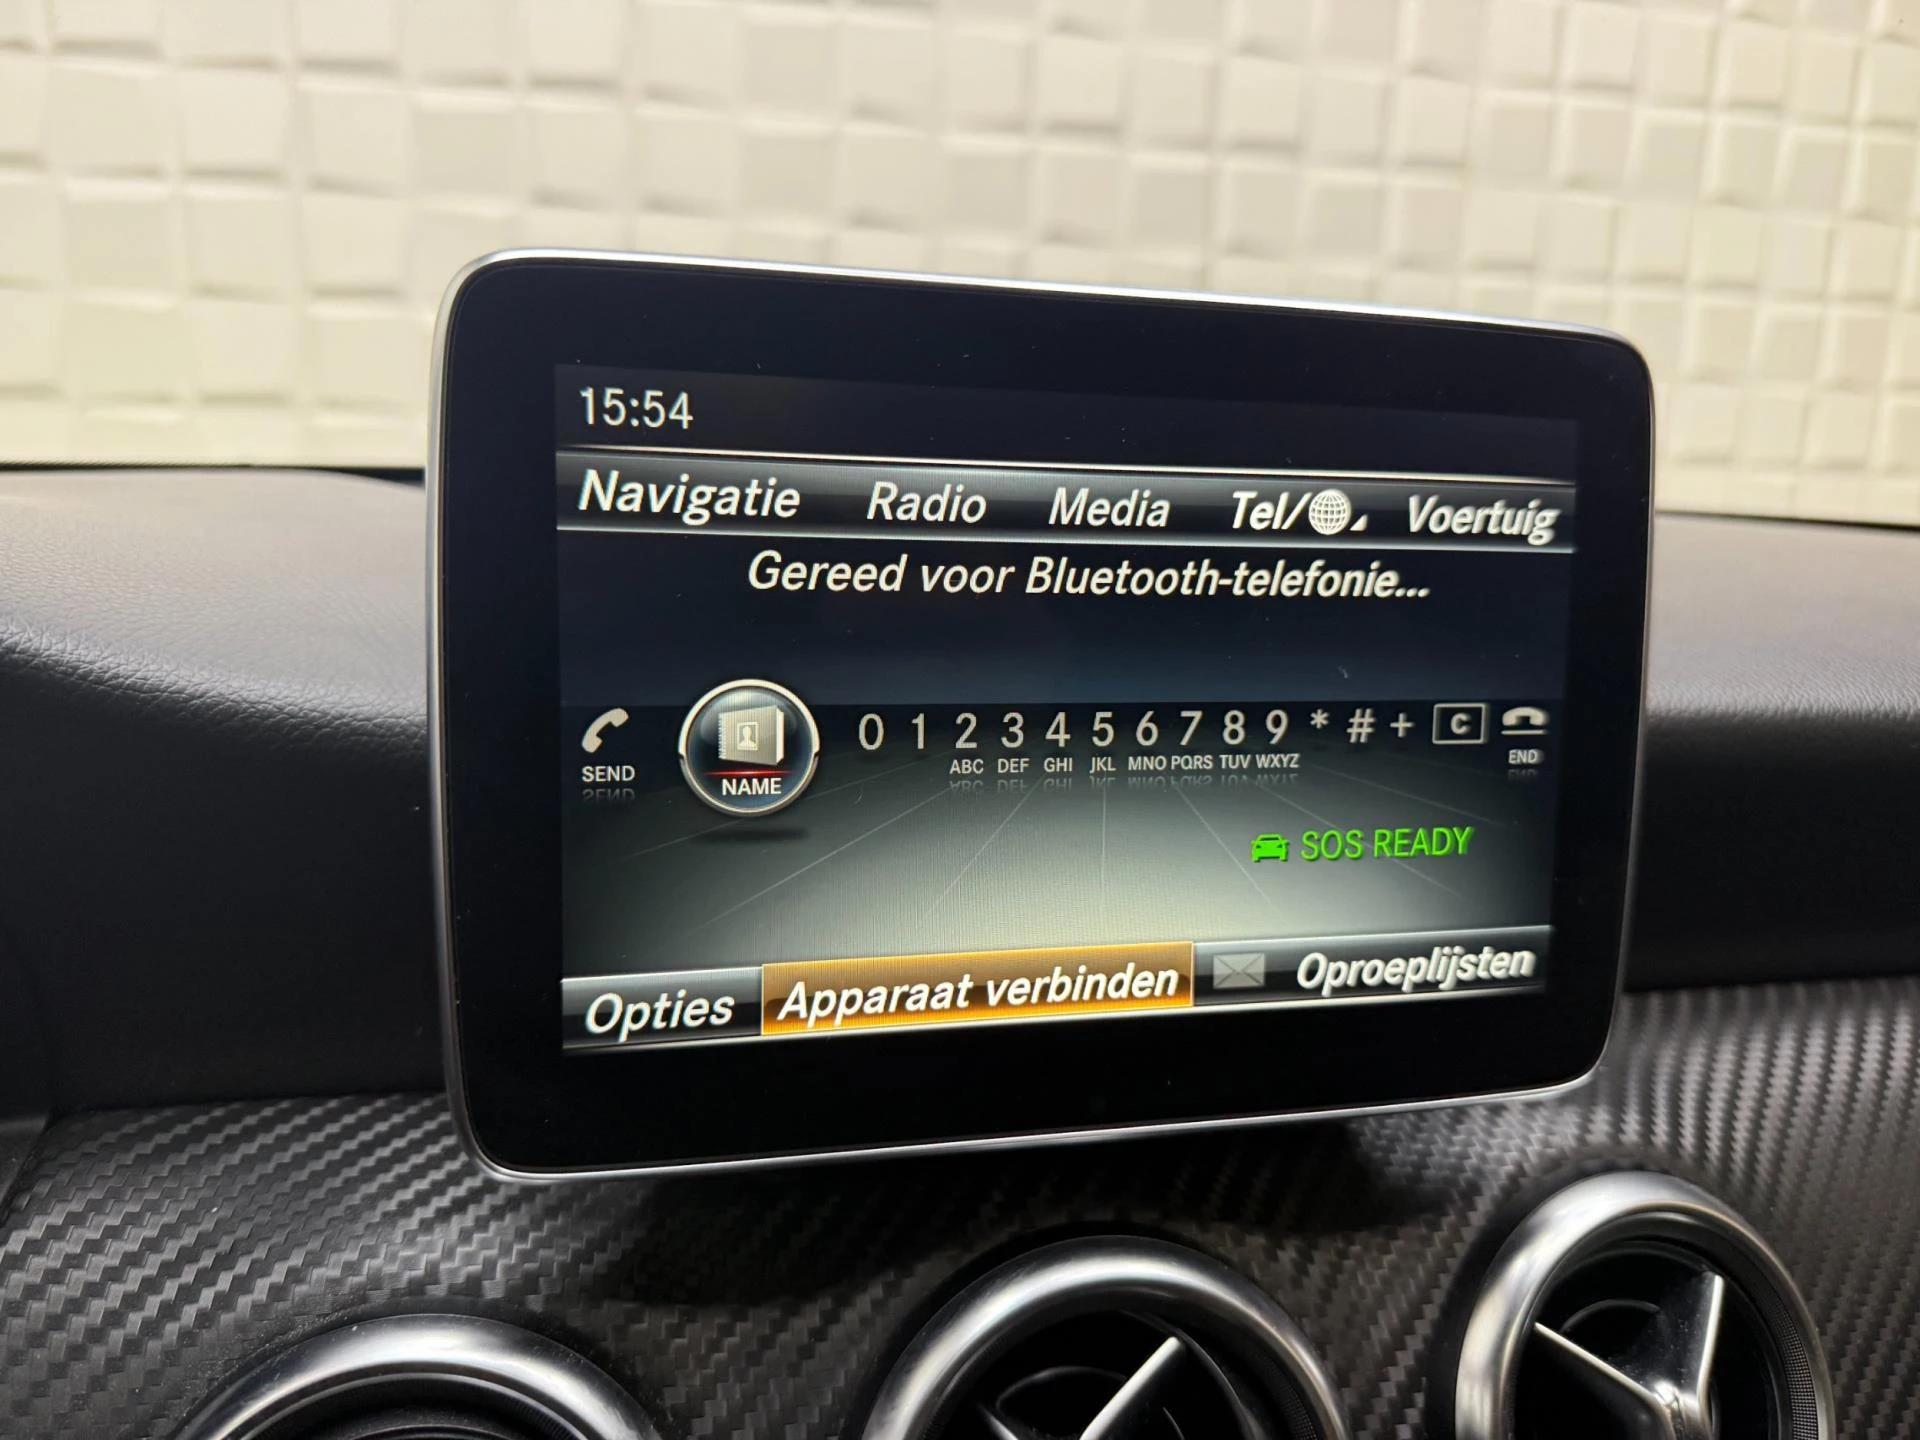 15:54
Navigatie Radio Media Tel/ Voertuig
Gereed voor Bluetooth-telefonie...
0 1 2 3 4 5 6 7 8 9 * # + C
ABC DEF GHI JKL MNO PQRS TUV WXYZ
SEND NAME END
SOS READY
Opties Apparaat verbinden Oproeplijsten